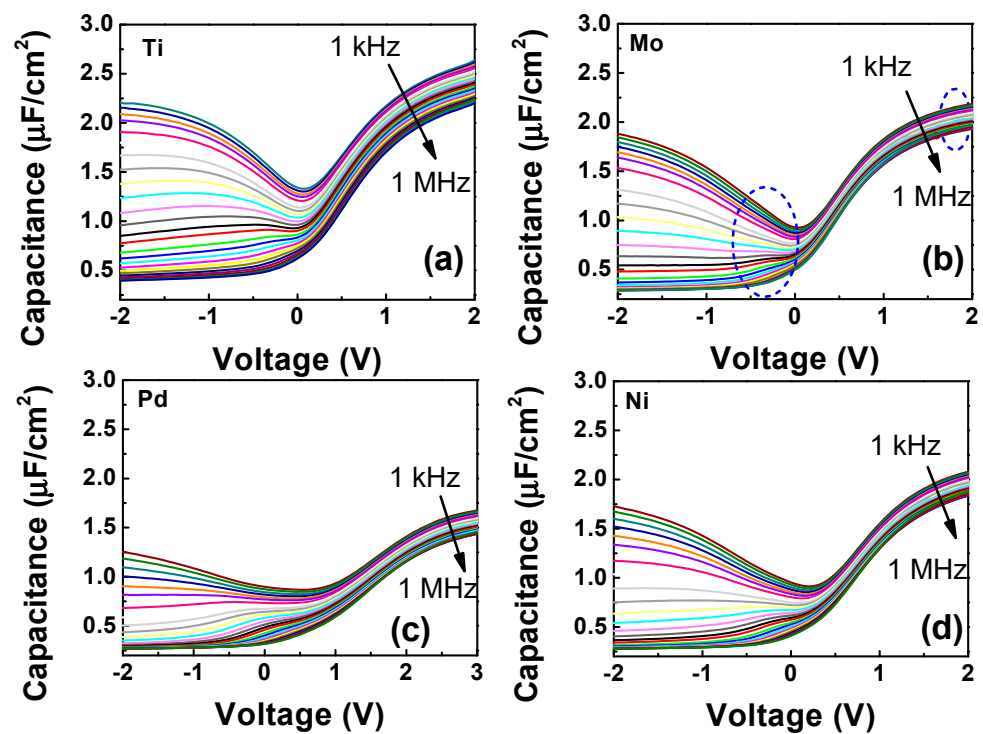 Capacitance (μF/cm²)
3.0
2.5
2.0
1.5
1.0
0.5
Ti
1 kHz
1 MHz
(a)
-2 -1 0 1 2
Voltage (V)
Capacitance (μF/cm²)
3.0
2.5
2.0
1.5
1.0
0.5
Mo
1 kHz
1 MHz
(b)
-2 -1 0 1 2
Voltage (V)
Capacitance (μF/cm²)
3.0
2.5
2.0
1.5
1.0
0.5
Pd
1 kHz
1 MHz
(c)
-2 -1 0 1 2 3
Voltage (V)
Capacitance (μF/cm²)
3.0
2.5
2.0
1.5
1.0
0.5
Ni
1 kHz
1 MHz
(d)
-2 -1 0 1 2
Voltage (V)